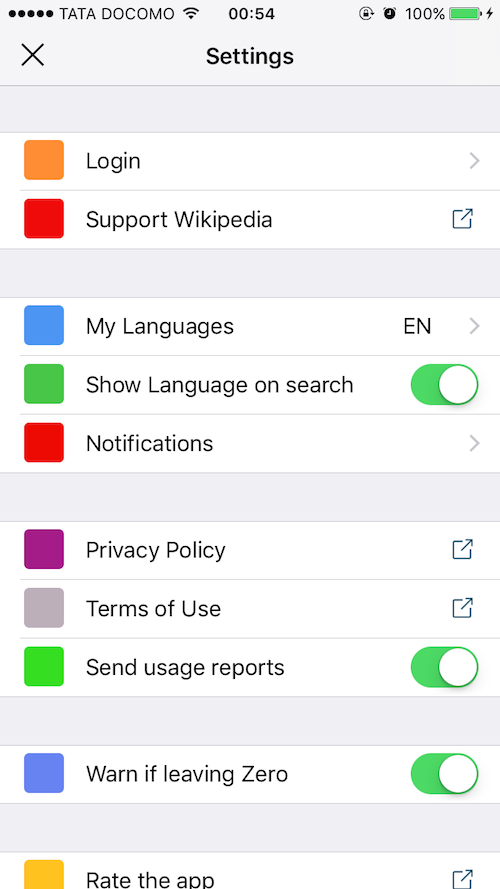 TATA DOCOMO 00:54 100%
Settings
Login
Support Wikipedia
My Languages EN
Show Language on search
Notifications
Privacy Policy
Terms of Use
Send usage reports
Warn if leaving Zero
Rate the app